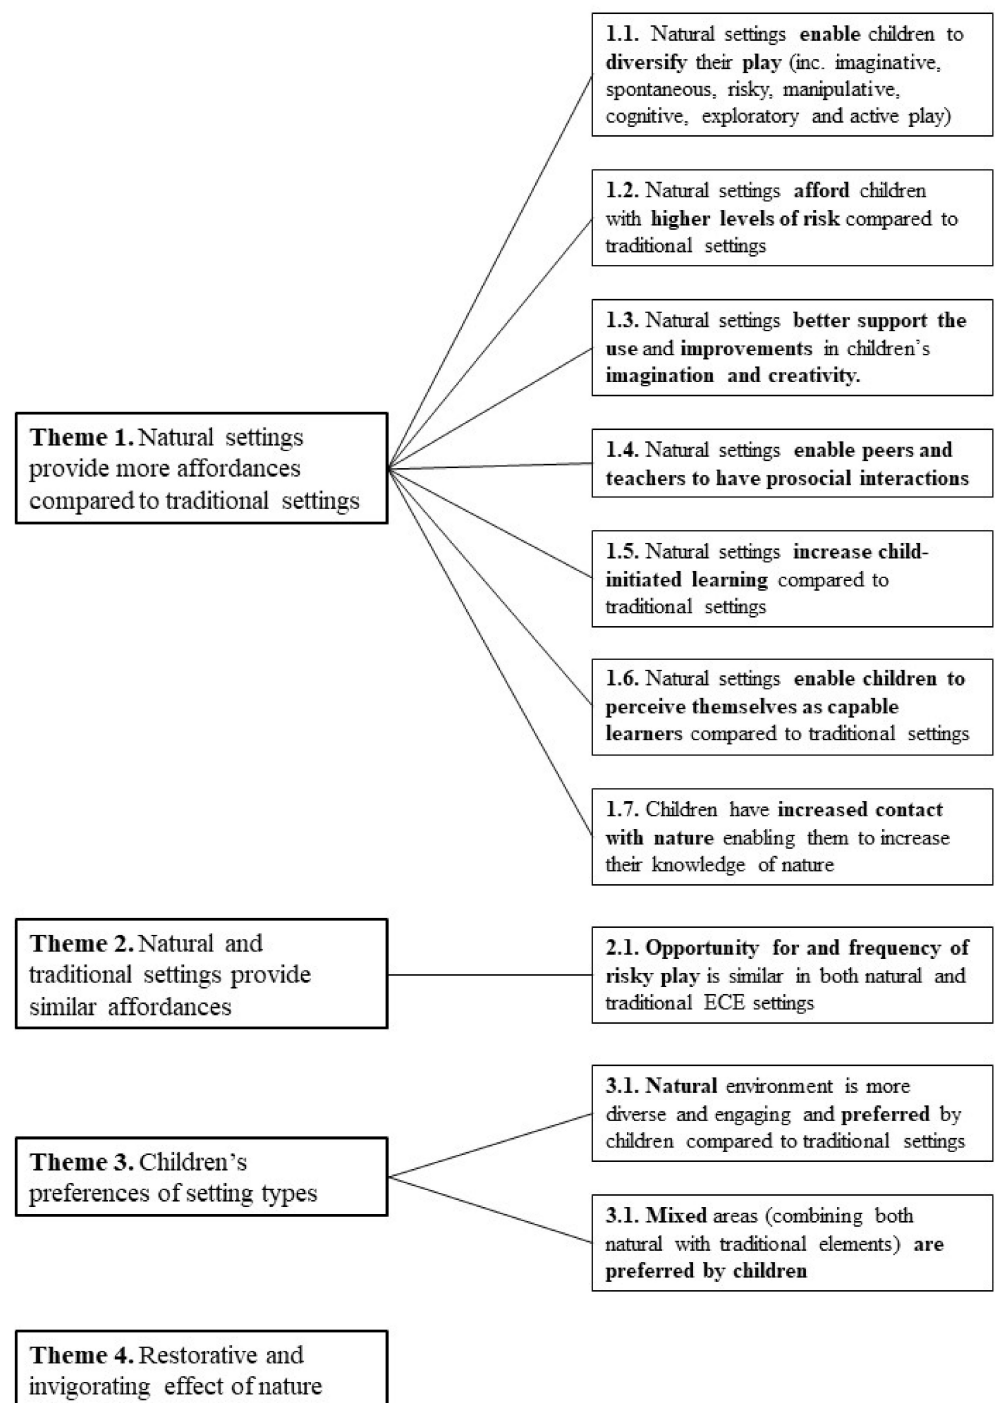 1.1. Natural settings enable children to
diversify their play (inc. imaginative,
spontaneous, risky, manipulative,
cognitive, exploratory and active play)
1.2. Natural settings afford children
with higher levels of risk compared to
traditional settings
1.3. Natural settings better support the
use and improvements in children's
imagination and creativity.
Theme 1. Natural settings
provide more affordances
compared to traditional settings
1.4. Natural settings enable peers and
teachers to have prosocial interactions
1.5. Natural settings increase child-
initiated learning compared to
traditional settings
1.6. Natural settings enable children to
perceive themselves as capable
learners compared to traditional settings
1.7. Children have increased contact
with nature enabling them to increase
their knowledge of nature
Theme 2. Natural and
traditional settings provide
similar affordances
2.1. Opportunity for and frequency of
risky play is similar in both natural and
traditional ECE settings
Theme 3. Children's
preferences of setting types
3.1. Natural environment is more
diverse and engaging and preferred by
children compared to traditional settings
3.1. Mixed areas (combining both
natural with traditional elements) are
preferred by children
Theme 4. Restorative and
invigorating effect of nature